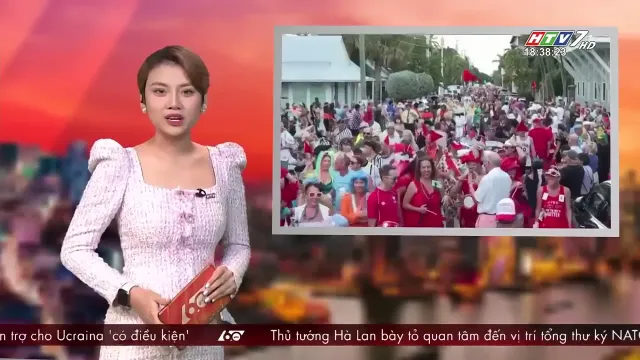 HTV7 HD
18:38:23
n trợ cho Ucraina 'có điều kiện' 60 Thủ tướng Hà Lan bày tỏ quan tâm đến vị trí tổng thư ký NATO